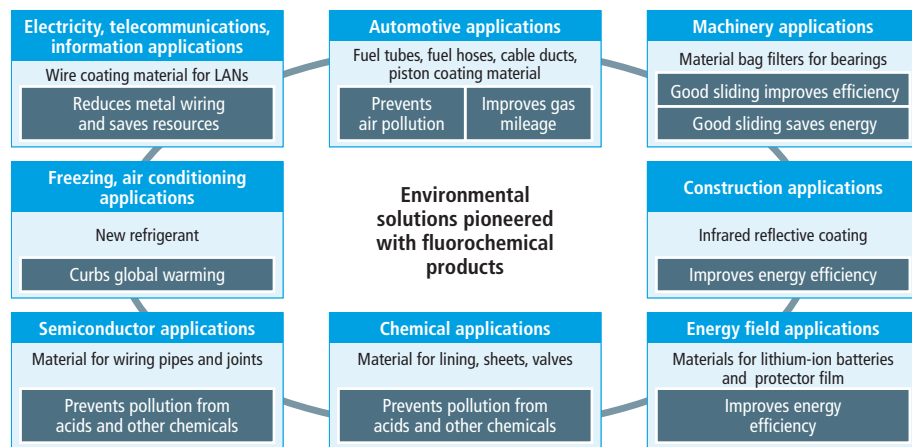 Electricity, telecommunications,
information applications
Wire coating material for LANs
Reduces metal wiring
and saves resources
Automotive applications
Fuel tubes, fuel hoses, cable ducts,
piston coating material
Prevents
air pollution
Improves gas
mileage
Machinery applications
Material bag filters for bearings
Good sliding improves efficiency
Good sliding saves energy
Freezing, air conditioning
applications
New refrigerant
Curbs global warming
Environmental
solutions pioneered
with fluorochemical
products
Construction applications
Infrared reflective coating
Improves energy efficiency
Semiconductor applications
Material for wiring pipes and joints
Prevents pollution from
acids and other chemicals
Chemical applications
Material for lining, sheets, valves
Prevents pollution from
acids and other chemicals
Energy field applications
Materials for lithium-ion batteries
and protector film
Improves energy
efficiency